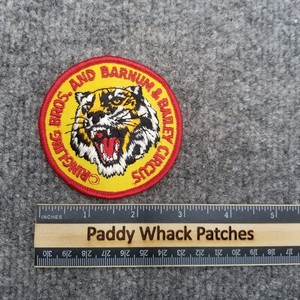 ©RINGLING BROS. AND BARNUM & BAILEY CIRCUS
INCHES 1 2 3 4 5
Paddy Whack Patches